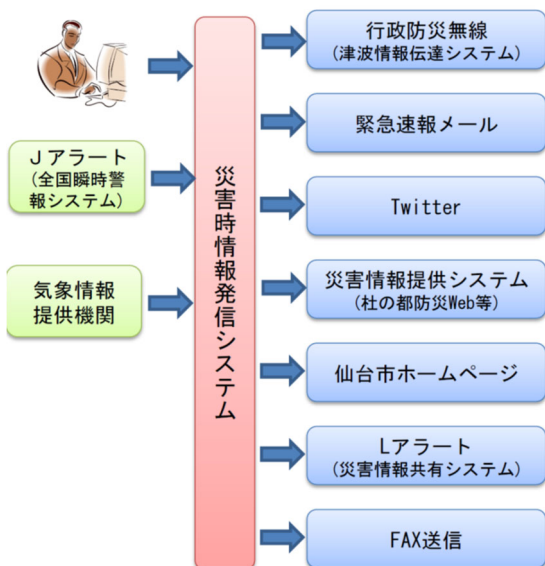 Jアラート
(全国瞬時警
報システム)
気象情報
提供機関
災害時情報発信システム
行政防災無線
(津波情報伝達システム)
緊急速報メール
Twitter
災害情報提供システム
(杜の都防災Web等)
仙台市ホームページ
Lアラート
(災害情報共有システム)
FAX送信